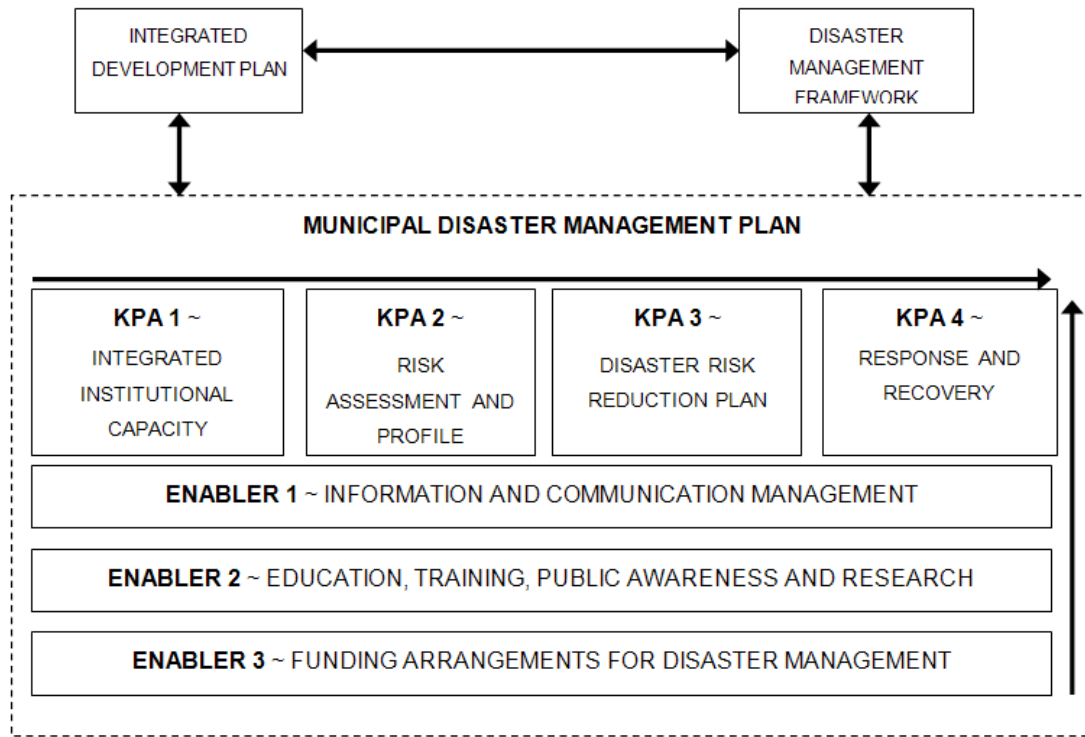 INTEGRATED
DEVELOPMENT PLAN
DISASTER
MANAGEMENT
FRAMEWORK
MUNICIPAL DISASTER MANAGEMENT PLAN
KPA 1 ~
INTEGRATED
INSTITUTIONAL
CAPACITY
KPA 2 ~
RISK
ASSESSMENT AND
PROFILE
KPA 3 ~
DISASTER RISK
REDUCTION PLAN
KPA 4 ~
RESPONSE AND
RECOVERY
ENABLER 1 ~ INFORMATION AND COMMUNICATION MANAGEMENT
ENABLER 2 ~ EDUCATION, TRAINING, PUBLIC AWARENESS AND RESEARCH
ENABLER 3 ~ FUNDING ARRANGEMENTS FOR DISASTER MANAGEMENT